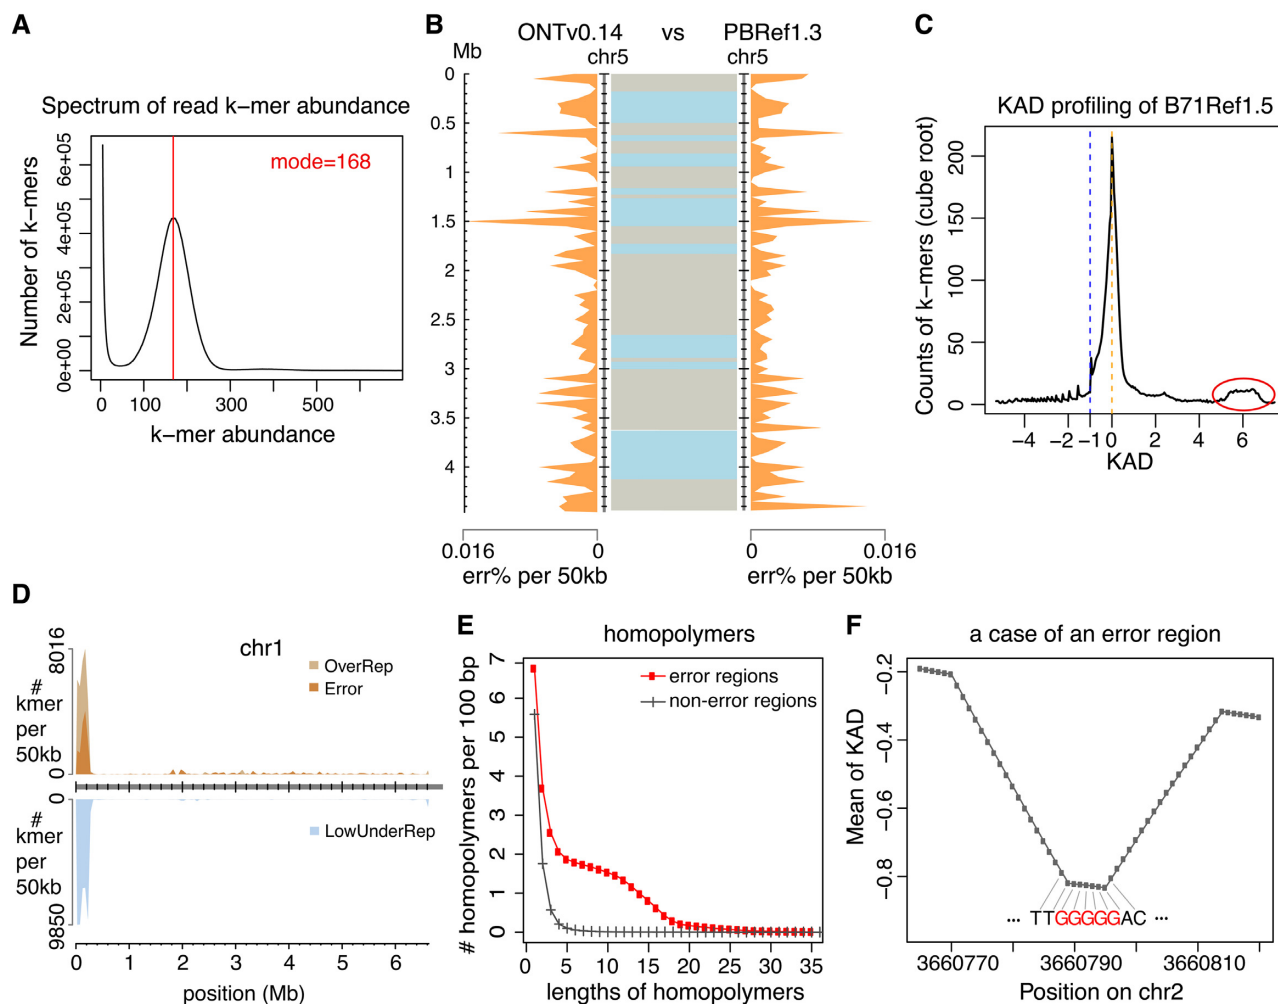 A
Spectrum of read k−mer abundance
mode=168
Number of k−mers
6e+05
4e+05
2e+05
0e+00
0 100 300 500
k−mer abundance
B
ONTv0.14 vs PBRef1.3
Mb chr5 chr5
0
0.5
1
1.5
2
2.5
3
3.5
4
0.016 0 0 0.016
err% per 50kb err% per 50kb
C
KAD profiling of B71Ref1.5
Counts of k−mers (cube root)
200
150
100
50
0
−4 −2 −1 0 2 4 6
KAD
D
chr1
8016
#
kmer
per
50kb
0
OverRep
Error
0
#
kmer
per
50kb
9850
LowUnderRep
0 1 2 3 4 5 6
position (Mb)
E
homopolymers
# homopolymers per 100 bp
7
6
5
4
3
2
1
0
error regions
non−error regions
0 5 10 15 20 25 30 35
lengths of homopolymers
F
a case of an error region
Mean of KAD
−0.2
−0.4
−0.6
−0.8
... TTGGGGGAC ...
3660770 3660790 3660810
Position on chr2